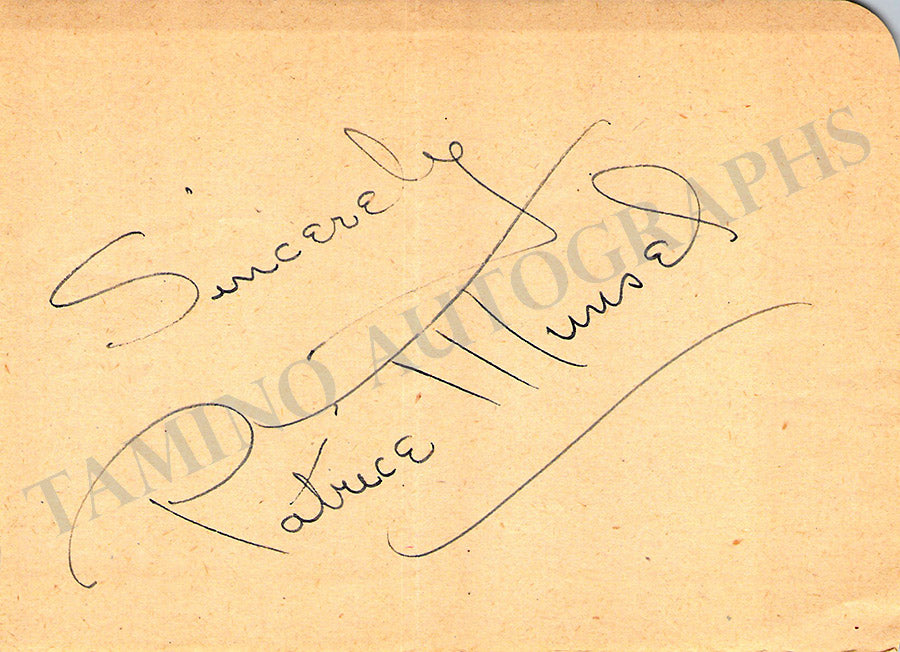 Sincerely
Patrice Munsel
TAMINO AUTOGRAPHS